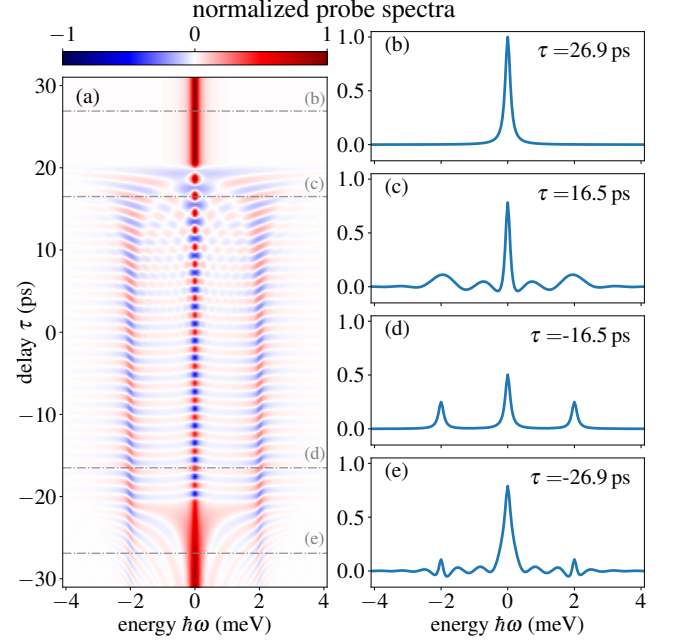 normalized probe spectra
−1 0 1
(a)
30
20
10
0
−10
−20
−30
delay τ (ps)
(b)
(c)
(d)
(e)
−4 −2 0 2 4
energy ħω (meV)
(b) τ =26.9 ps
1.0
0.5
0.0
(c) τ =16.5 ps
1.0
0.5
0.0
(d) τ =-16.5 ps
1.0
0.5
0.0
(e) τ =-26.9 ps
1.0
0.5
0.0
−4 −2 0 2 4
energy ħω (meV)